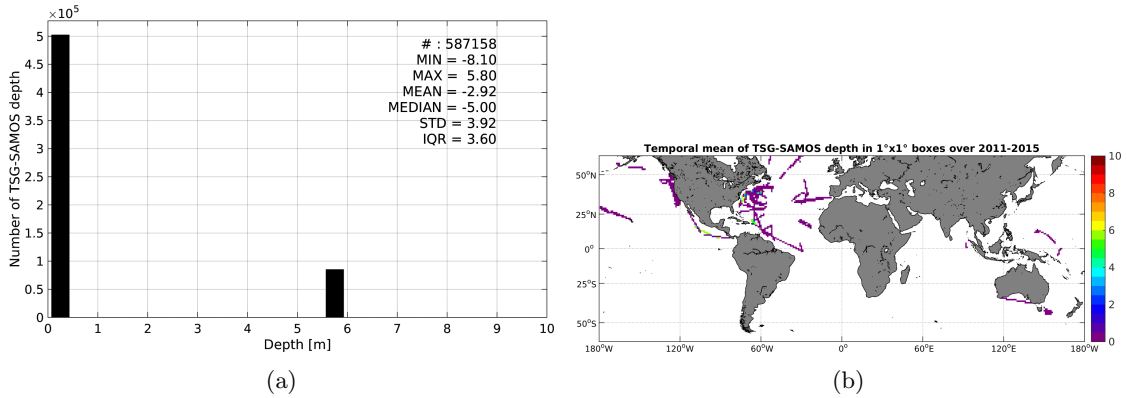 ×10⁵
5
4.5
4
3.5
3
2.5
2
1.5
1
0.5
0
Number of TSG-SAMOS depth
# : 587158
MIN = -8.10
MAX = 5.80
MEAN = -2.92
MEDIAN = -5.00
STD = 3.92
IQR = 3.60
0 1 2 3 4 5 6 7 8 9 10
Depth [m]
(a)
Temporal mean of TSG-SAMOS depth in 1°x1° boxes over 2011-2015
50°N
25°N
0°
25°S
50°S
180°W 120°W 60°W 0° 60°E 120°E 180°W
10
8
6
4
2
0
(b)